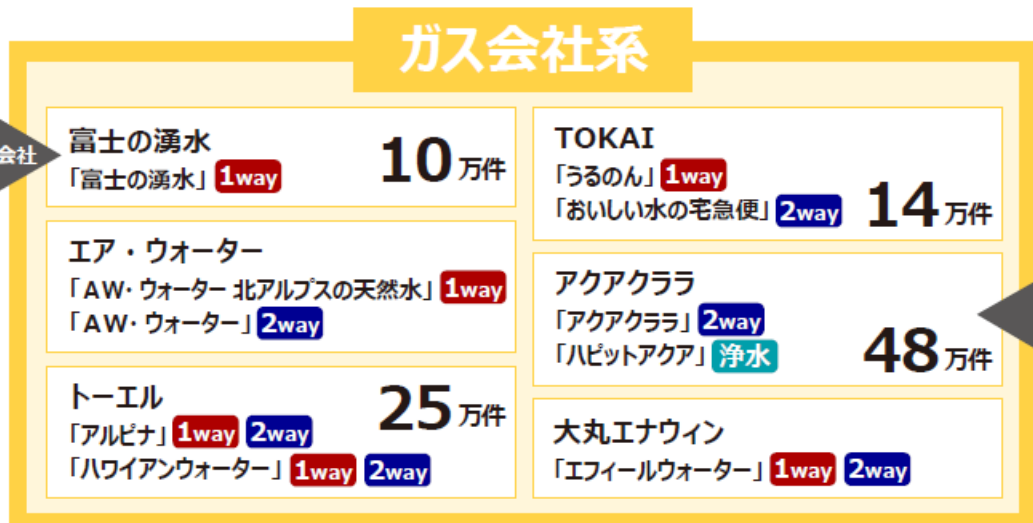 ガス会社系
会社
富士の湧水
「富士の湧水」 1way
10万件
エア・ウォーター
「AW・ウォーター 北アルプスの天然水」 1way
「AW・ウォーター」 2way
トーエル
「アルピナ」 1way 2way
「ハワイアンウォーター」 1way 2way
25万件
TOKAI
「うるのん」 1way
「おいしい水の宅急便」 2way
14万件
アクアクララ
「アクアクララ」 2way
「ハピットアクア」 浄水
48万件
大丸エナウィン
「エフィールウォーター」 1way 2way